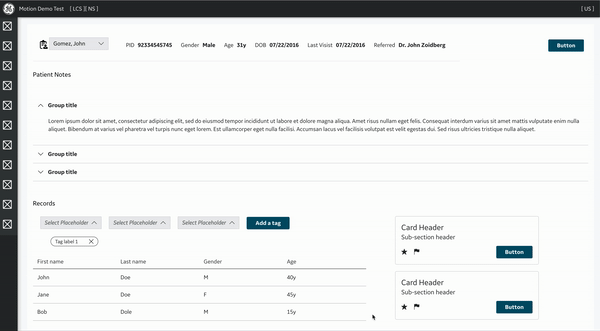 Motion Demo Test [ LCS ][ NS ] [ US ]
Gomez, John PID 92334545745 Gender Male Age 31y DOB 07/22/2016 Last Visist 07/22/2016 Referred Dr. John Zoidberg Button
Patient Notes
Group title
Lorem ipsum dolor sit amet, consectetur adipiscing elit, sed do eiusmod tempor incididunt ut labore et dolore magna aliqua. Amet risus nullam eget felis. Consequat interdum varius sit amet mattis vulputate enim nulla
aliquet. Bibendum at varius vel pharetra vel turpis nunc eget lorem. Est ullamcorper eget nulla facilisi. Accumsan lacus vel facilisis volutpat est velit egestas dui. Sed risus ultricies tristique nulla aliquet.
Group title
Group title
Records
Select Placeholder Select Placeholder Select Placeholder Add a tag
Tag label 1
First name Last name Gender Age
John Doe M 40y
Jane Doe F 45y
Bob Dole M 15y
Card Header
Sub-section header
Button
Card Header
Sub-section header
Button